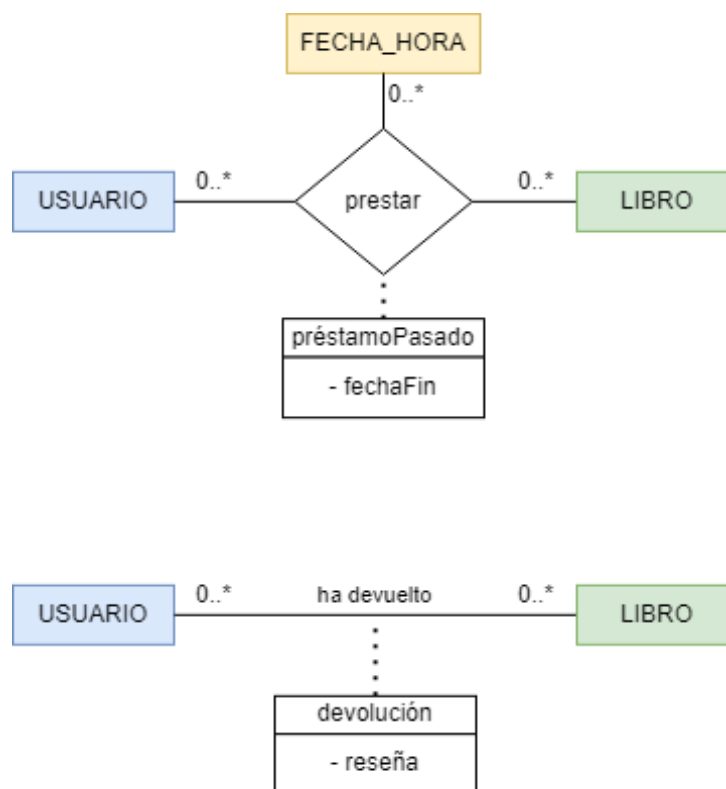 FECHA_HORA
0..*
USUARIO
0..*
prestar
0..*
LIBRO
préstamoPasado
- fechaFin
USUARIO
0..*
ha devuelto
0..*
LIBRO
devolución
- reseña